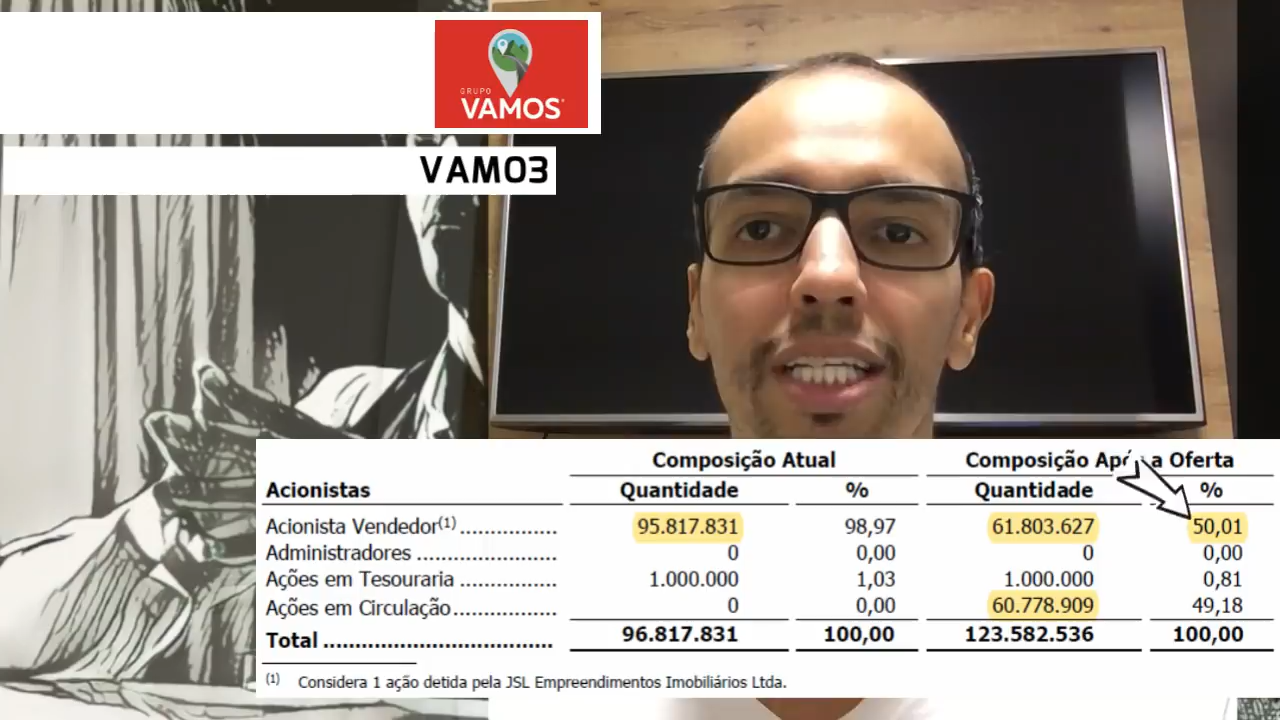 GRUPO
VAMOS
VAMO3
Composição Atual Composição Após a Oferta
Acionistas Quantidade % Quantidade %
Acionista Vendedor(1) .................. 95.817.831 98,97 61.803.627 50,01
Administradores .......................... 0 0,00 0 0,00
Ações em Tesouraria ................... 1.000.000 1,03 1.000.000 0,81
Ações em Circulação................... 0 0,00 60.778.909 49,18
Total .................................. 96.817.831 100,00 123.582.536 100,00
(1) Considera 1 ação detida pela JSL Empreendimentos Imobiliários Ltda.